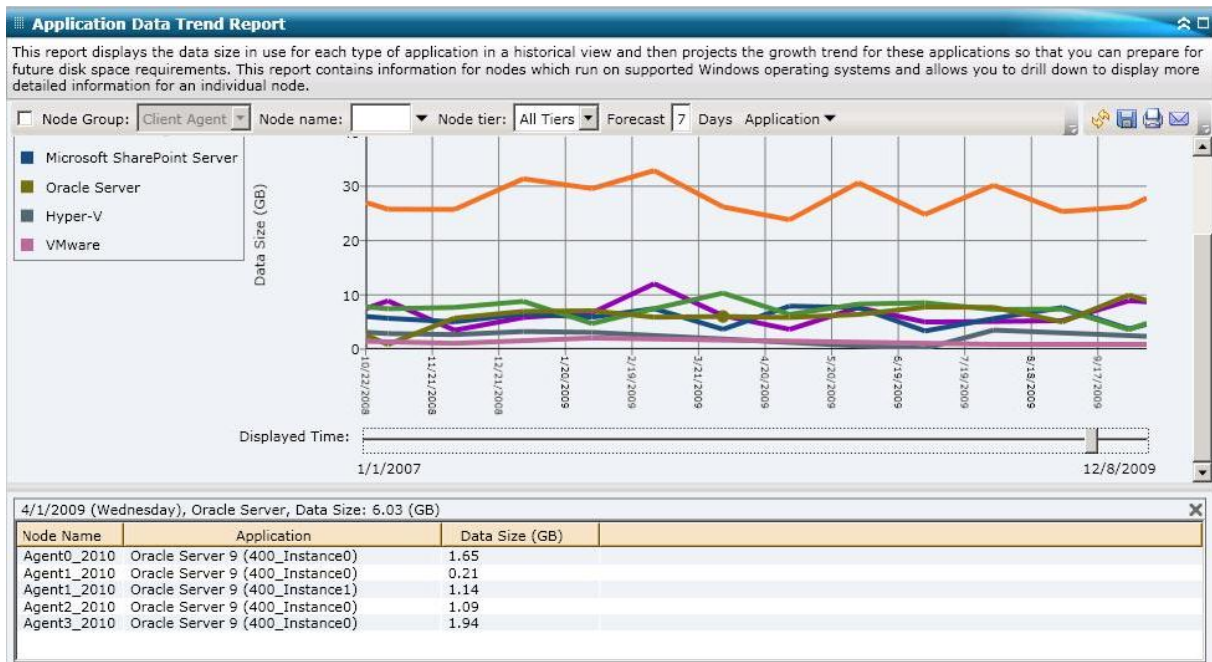 Application Data Trend Report
This report displays the data size in use for each type of application in a historical view and then projects the growth trend for these applications so that you can prepare for
future disk space requirements. This report contains information for nodes which run on supported Windows operating systems and allows you to drill down to display more
detailed information for an individual node.
Node Group: Client Agent Node name: Node tier: All Tiers Forecast 7 Days Application
Microsoft SharePoint Server
Oracle Server
Hyper-V
VMware
Data Size (GB)
30
20
10
0
10/22/2008 11/21/2008 12/21/2008 1/20/2009 2/19/2009 3/21/2009 4/20/2009 5/20/2009 6/19/2009 7/19/2009 8/18/2009 9/17/2009
Displayed Time:
1/1/2007 12/8/2009
4/1/2009 (Wednesday), Oracle Server, Data Size: 6.03 (GB)
Node Name Application Data Size (GB)
Agent0_2010 Oracle Server 9 (400_Instance0) 1.65
Agent1_2010 Oracle Server 9 (400_Instance0) 0.21
Agent1_2010 Oracle Server 9 (400_Instance1) 1.14
Agent2_2010 Oracle Server 9 (400_Instance0) 1.09
Agent3_2010 Oracle Server 9 (400_Instance0) 1.94